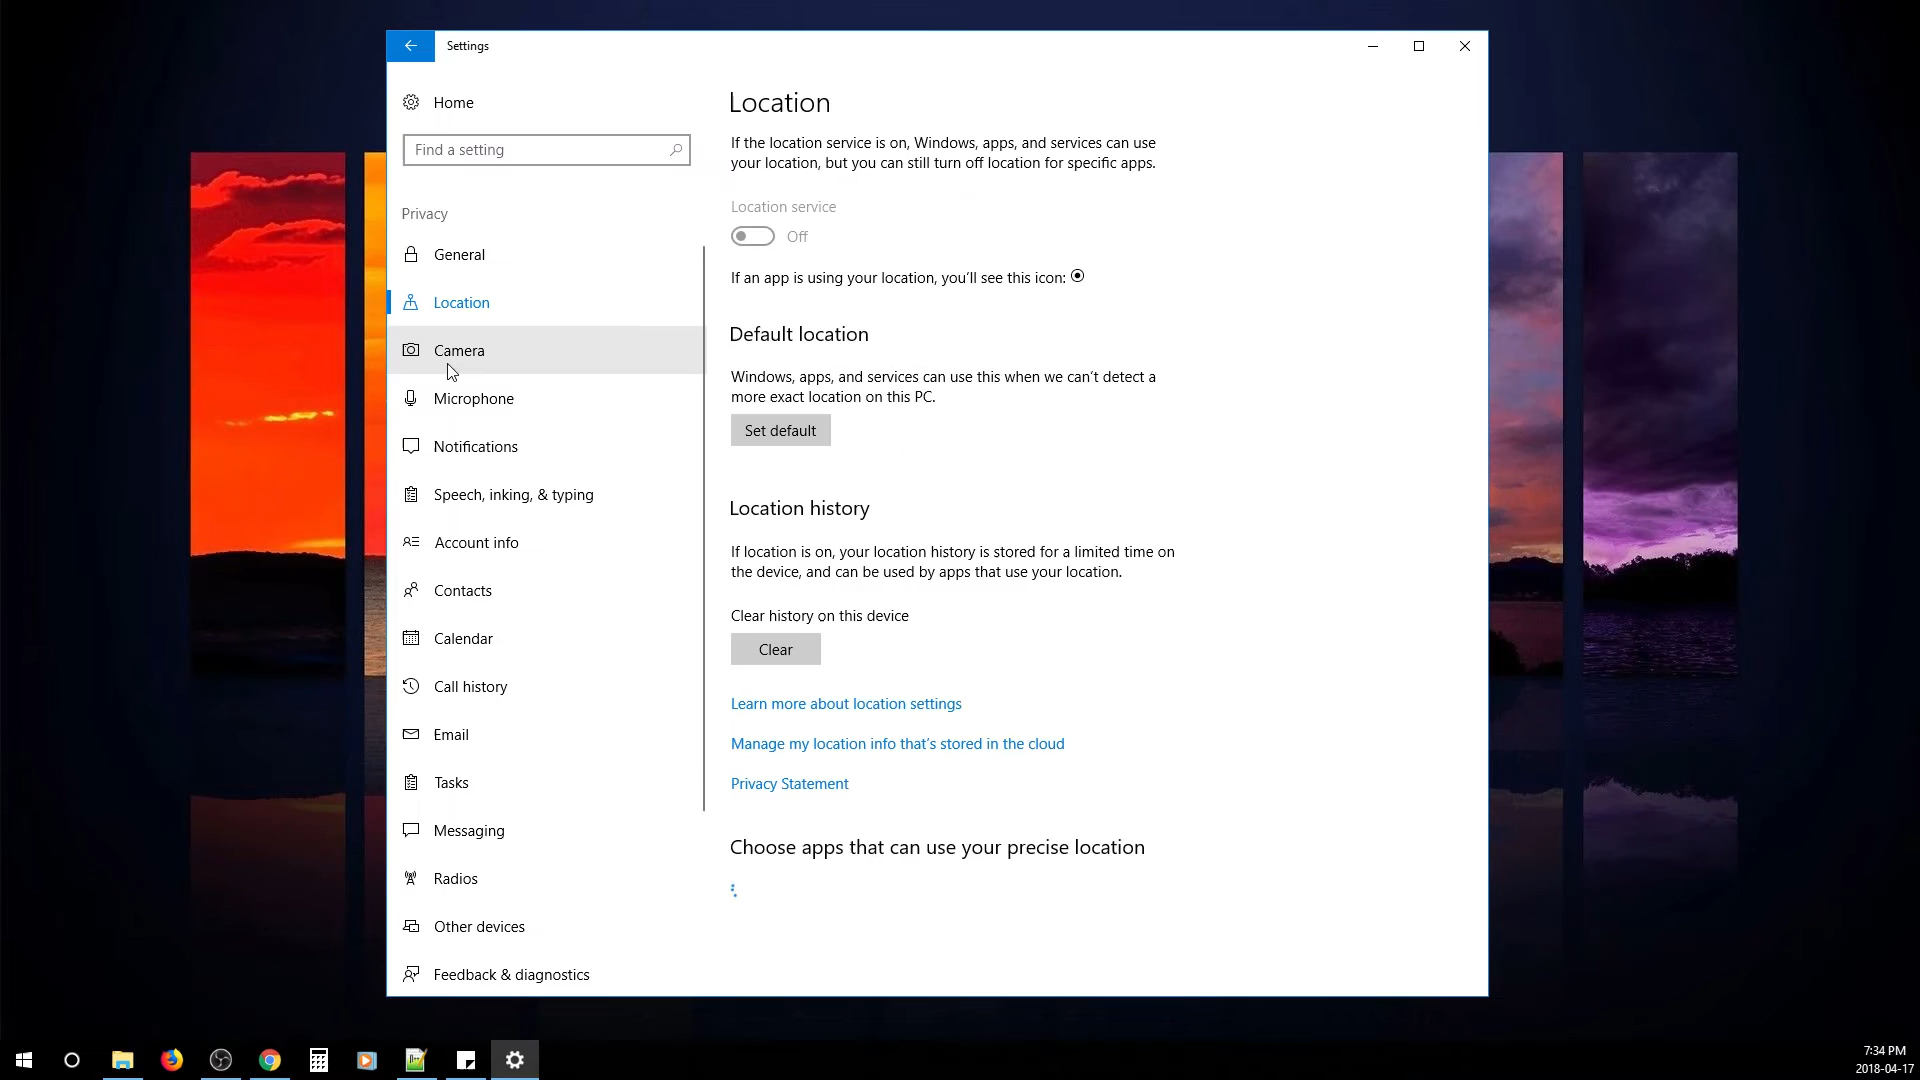 Settings
Home
Find a setting
Privacy
General
Location
Camera
Microphone
Notifications
Speech, inking, & typing
Account info
Contacts
Calendar
Call history
Email
Tasks
Messaging
Radios
Other devices
Feedback & diagnostics
Location
If the location service is on, Windows, apps, and services can use
your location, but you can still turn off location for specific apps.
Location service
Off
If an app is using your location, you'll see this icon:
Default location
Windows, apps, and services can use this when we can't detect a
more exact location on this PC.
Set default
Location history
If location is on, your location history is stored for a limited time on
the device, and can be used by apps that use your location.
Clear history on this device
Clear
Learn more about location settings
Manage my location info that's stored in the cloud
Privacy Statement
Choose apps that can use your precise location
7:34 PM
2018-04-17